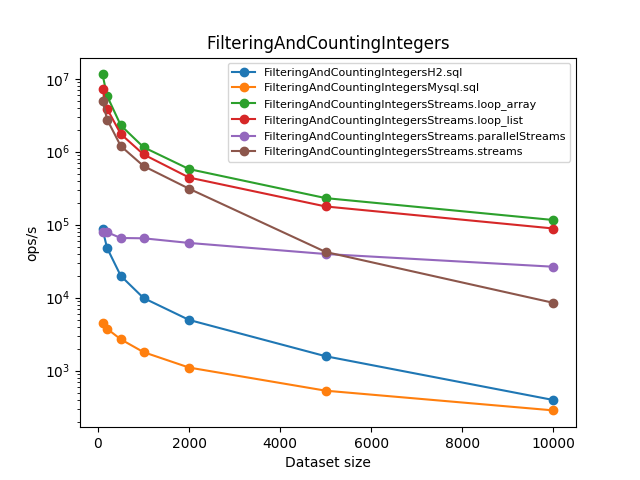 FilteringAndCountingIntegers
FilteringAndCountingIntegersH2.sql
FilteringAndCountingIntegersMysql.sql
FilteringAndCountingIntegersStreams.loop_array
FilteringAndCountingIntegersStreams.loop_list
FilteringAndCountingIntegersStreams.parallelStreams
FilteringAndCountingIntegersStreams.streams
ops/s
10⁷
10⁶
10⁵
10⁴
10³
0 2000 4000 6000 8000 10000
Dataset size